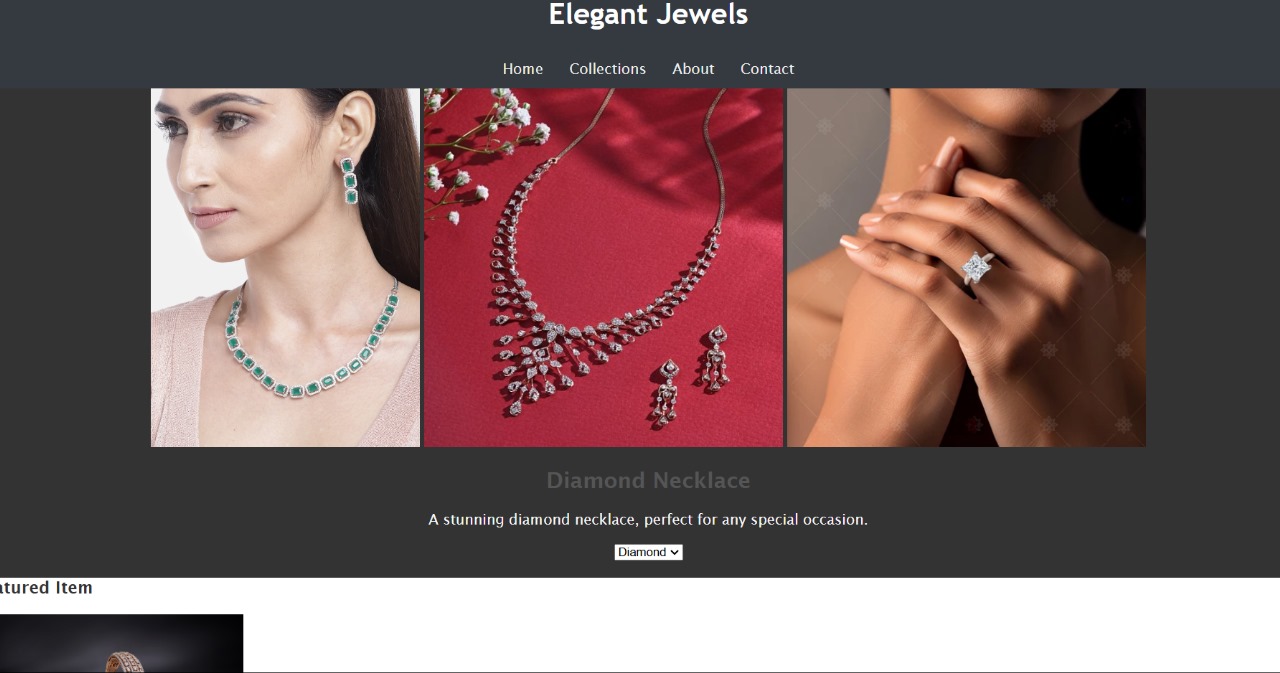 Elegant Jewels
Home Collections About Contact
Diamond Necklace
A stunning diamond necklace, perfect for any special occasion.
Diamond
atured Item